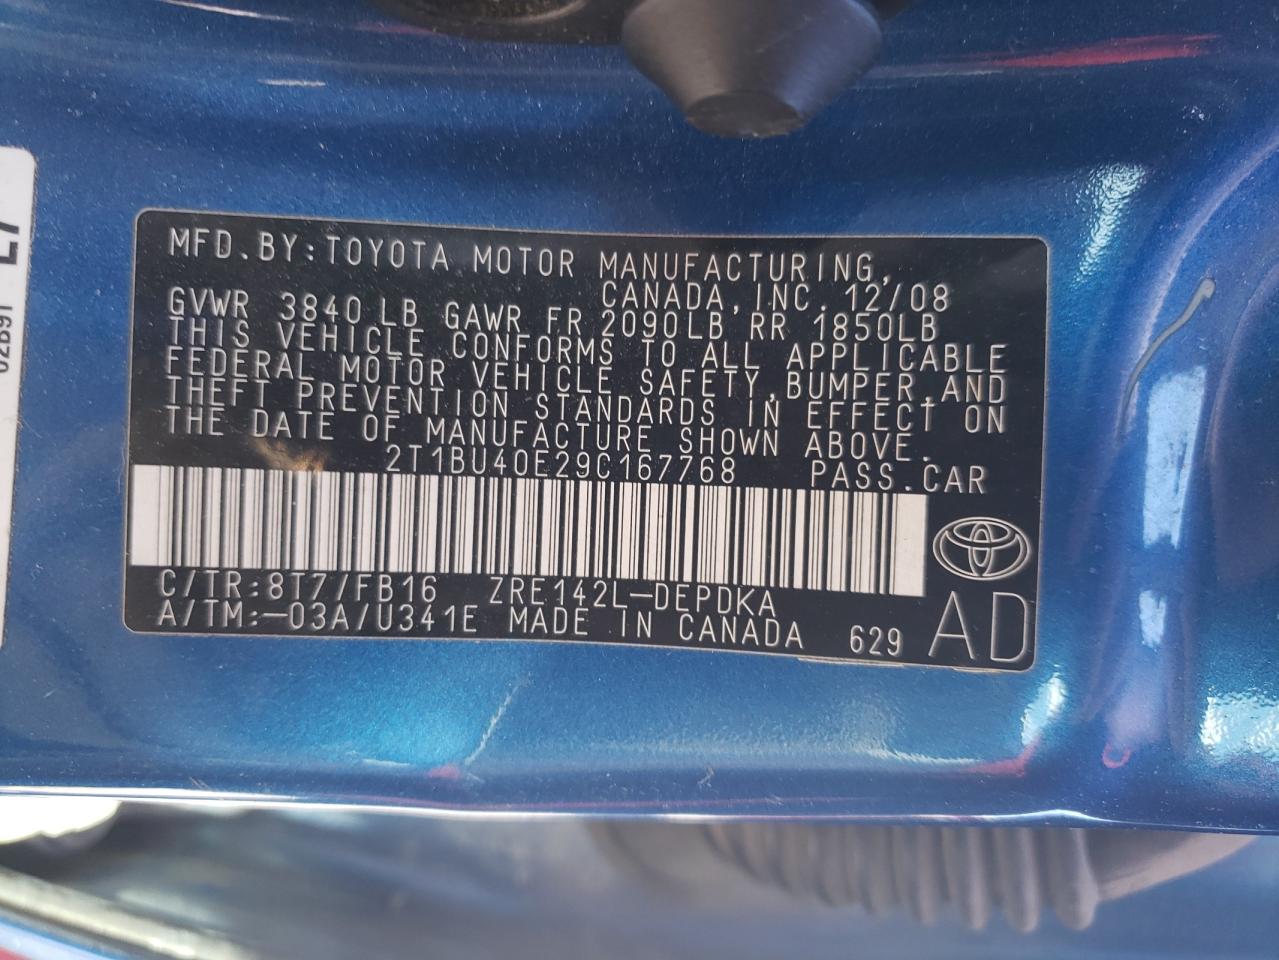 MFD.BY:TOYOTA MOTOR MANUFACTURING,
CANADA,INC. 12/08
GVWR 3840 LB GAWR FR 2090LB RR 1850LB
THIS VEHICLE CONFORMS TO ALL APPLICABLE
FEDERAL MOTOR VEHICLE SAFETY,BUMPER,AND
THEFT PREVENTION STANDARDS IN EFFECT ON
THE DATE OF MANUFACTURE SHOWN ABOVE.
2T1BU40E29C167768 PASS.CAR
C/TR:8T7/FB16 ZRE142L-DEPDKA
A/TM:-03A/U341E MADE IN CANADA 629 AD